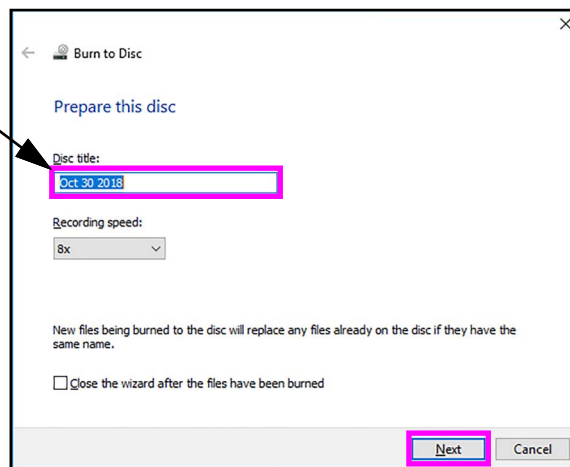 Burn to Disc
Prepare this disc
Disc title:
Oct 30 2018
Recording speed:
8x
New files being burned to the disc will replace any files already on the disc if they have the
same name.
Close the wizard after the files have been burned
Next Cancel